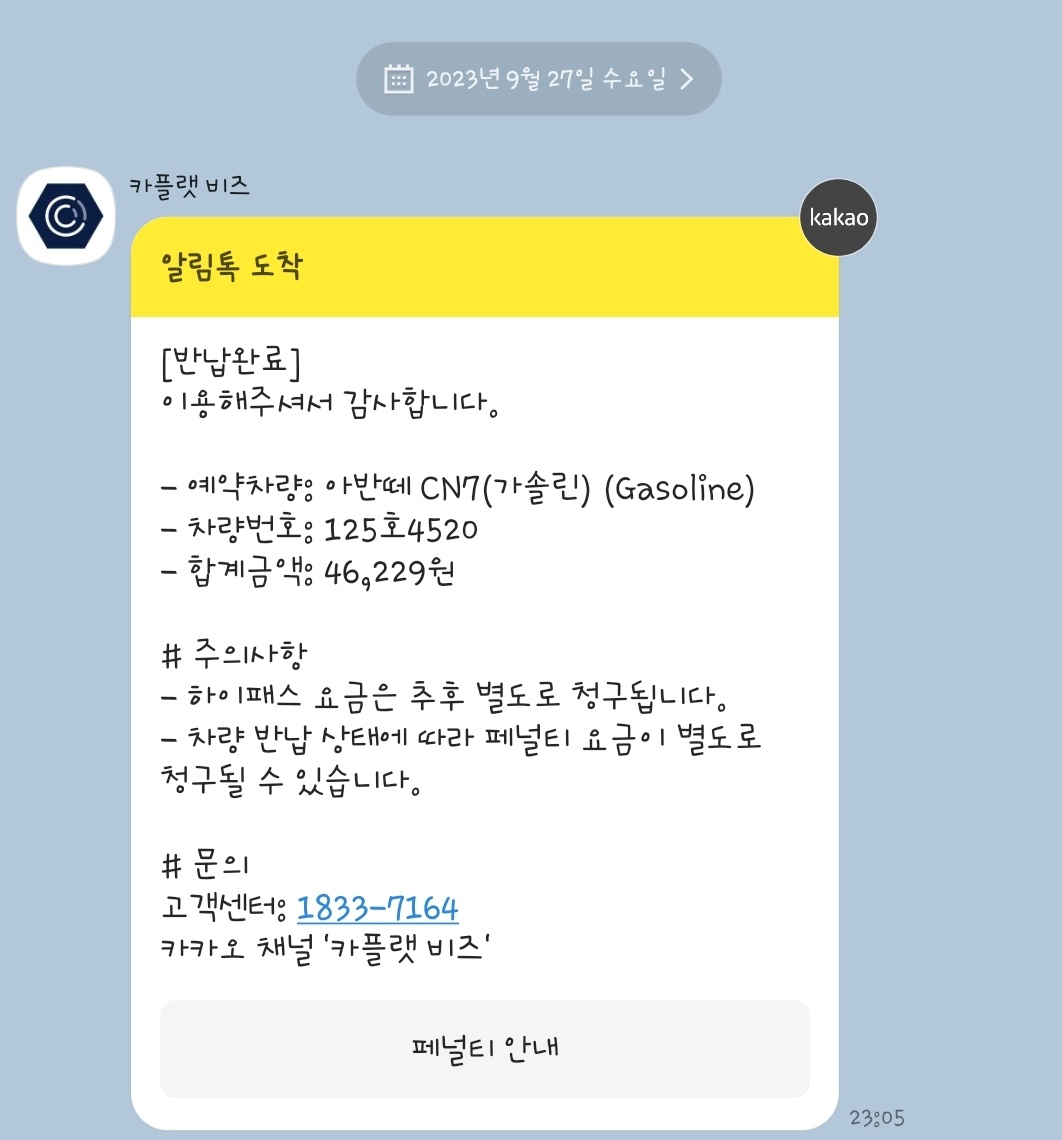 2023년 9월 27일 수요일
카플랫 비즈
kakao
알림톡 도착
[반납완료]
이용해주셔서 감사합니다.
- 예약차량: 아반떼 CN7(가솔린) (Gasoline)
- 차량번호: 125호4520
- 합계금액: 46,229원
# 주의사항
- 하이패스 요금은 추후 별도로 청구됩니다.
- 차량 반납 상태에 따라 페널티 요금이 별도로
청구될 수 있습니다.
# 문의
고객센터: 1833-7164
카카오 채널 '카플랫 비즈'
페널티 안내
23:05